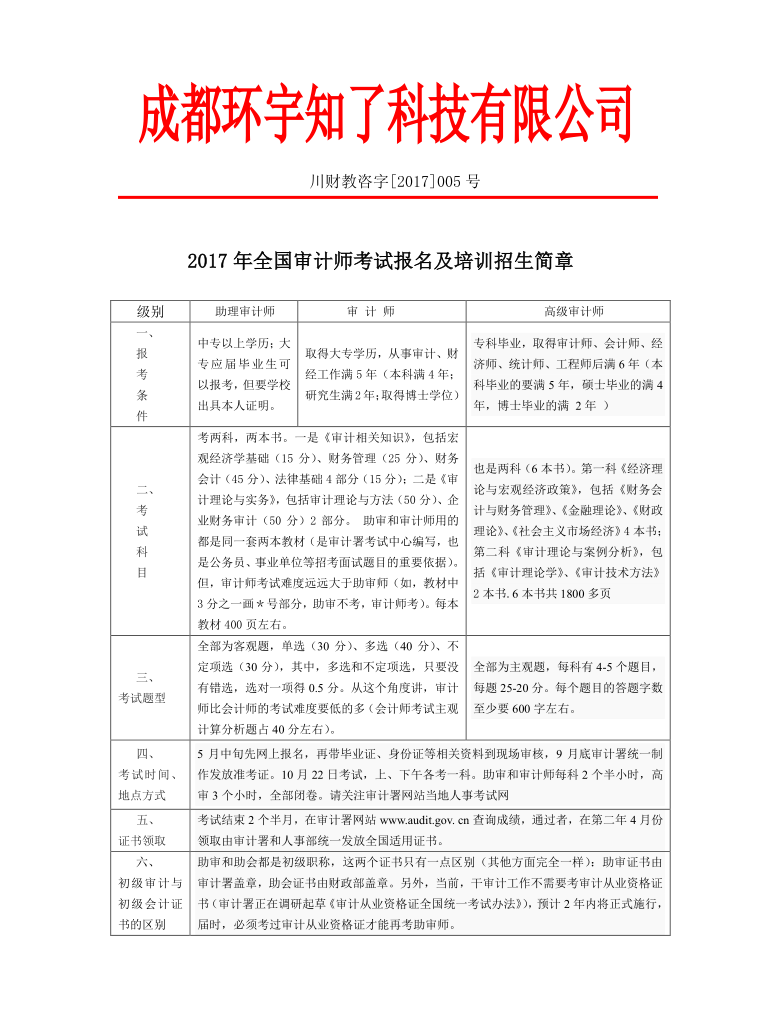 成都环宇知了科技有限公司
川财教咨字[2017]005 号
2017 年全国审计师考试报名及培训招生简章
级别
助理审计师
审 计 师
高级审计师
一、
报
考
条
件
中专以上学历；大
专应届毕业生可
以报考，但要学校
出具本人证明。
取得大专学历，从事审计、财
经工作满 5 年（本科满 4 年；
研究生满 2 年；取得博士学位）
专科毕业，取得审计师、会计师、经
济师、统计师、工程师后满 6 年（本
科毕业的要满 5 年，硕士毕业的满 4
年，博士毕业的满 2 年 ）
二、
考
试
科
目
考两科，两本书。一是《审计相关知识》，包括宏
观经济学基础（15 分）、财务管理（25 分）、财务
会计（45 分）、法律基础 4 部分（15 分）；二是《审
计理论与实务》，包括审计理论与方法（50 分）、企
业财务审计（50 分）2 部分。 助审和审计师用的
都是同一套两本教材（是审计署考试中心编写，也
是公务员、事业单位等招考面试题目的重要依据）。
但，审计师考试难度远远大于助审师（如，教材中
3 分之一画＊号部分，助审不考，审计师考）。每本
教材 400 页左右。
也是两科（6 本书）。第一科《经济理
论与宏观经济政策》，包括《财务会
计与财务管理》、《金融理论》、《财政
理论》、《社会主义市场经济》4 本书；
第二科《审计理论与案例分析》，包
括《审计理论学》、《审计技术方法》
2 本书. 6 本书共 1800 多页
三、
考试题型
全部为客观题，单选（30 分）、多选（40 分）、不
定项选（30 分），其中，多选和不定项选，只要没
有错选，选对一项得 0.5 分。从这个角度讲，审计
师比会计师的考试难度要低的多（会计师考试主观
计算分析题占 40 分左右）。
全部为主观题，每科有 4-5 个题目，
每题 25-20 分。每个题目的答题字数
至少要 600 字左右。
四、
考试时间、
地点方式
5 月中旬先网上报名，再带毕业证、身份证等相关资料到现场审核，9 月底审计署统一制
作发放准考证。10 月 22 日考试，上、下午各考一科。助审和审计师每科 2 个半小时，高
审 3 个小时，全部闭卷。请关注审计署网站当地人事考试网
五、
证书领取
考试结束 2 个半月，在审计署网站 www.audit.gov. cn 查询成绩，通过者，在第二年 4 月份
领取由审计署和人事部统一发放全国适用证书。
六、
初级审计与
初级会计证
书的区别
助审和助会都是初级职称，这两个证书只有一点区别（其他方面完全一样）：助审证书由
审计署盖章，助会证书由财政部盖章。另外，当前，干审计工作不需要考审计从业资格证
书（审计署正在调研起草《审计从业资格证全国统一考试办法》），预计 2 年内将正式施行，
届时，必须考过审计从业资格证才能再考助审师。